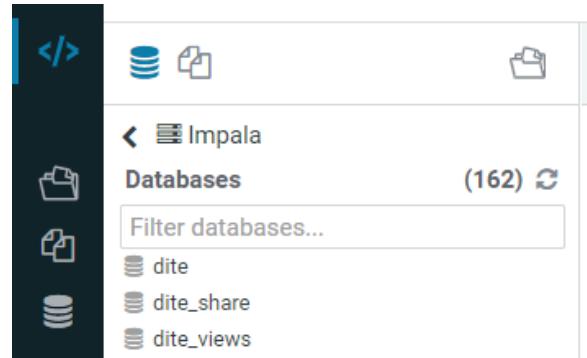 </>
Impala
Databases (162)
Filter databases...
dite
dite_share
dite_views